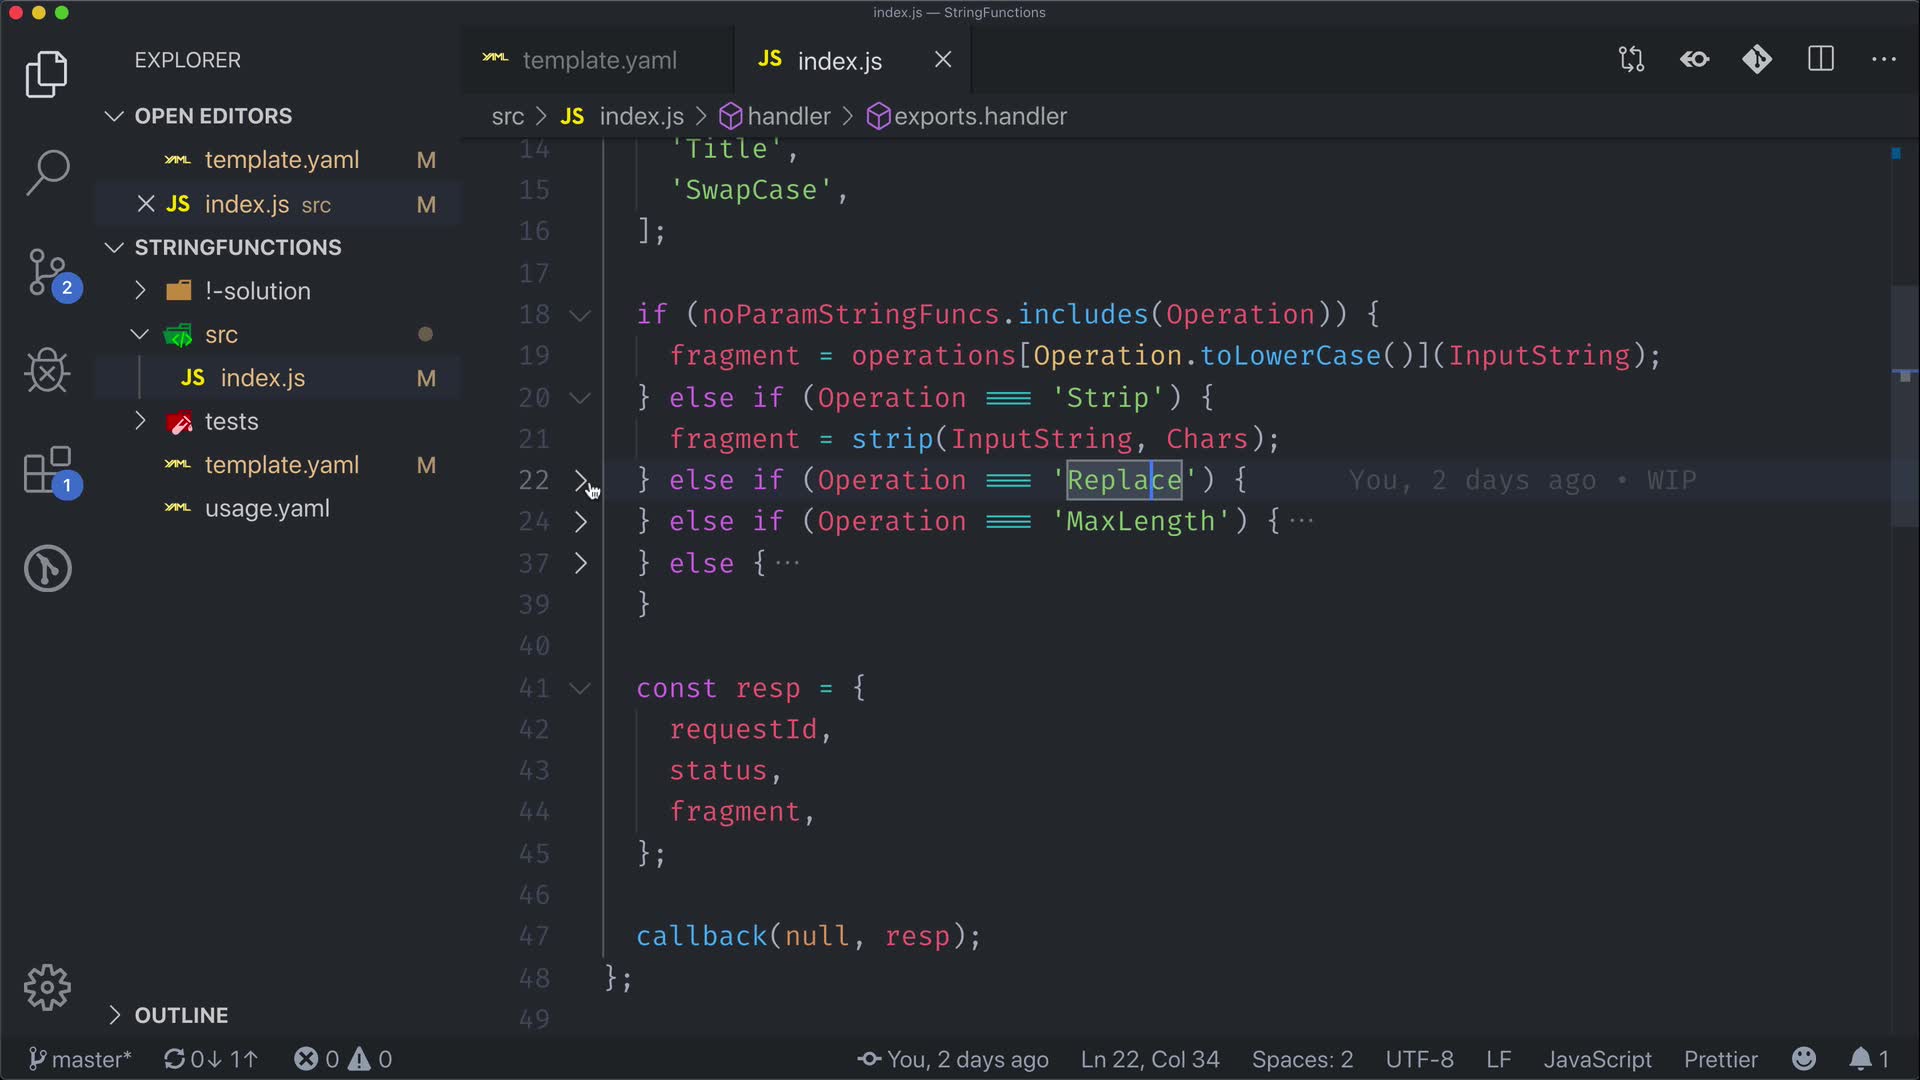 index.js — StringFunctions
EXPLORER
OPEN EDITORS
YAML template.yaml M
JS index.js src M
STRINGFUNCTIONS
!-solution
src
JS index.js M
tests
YAML template.yaml M
YAML usage.yaml
OUTLINE
2
1
YAML template.yaml
JS index.js
src > JS index.js > handler > exports.handler
14 'Title',
15 'SwapCase',
16 ];
17
18 if (noParamStringFuncs.includes(Operation)) {
19 fragment = operations[Operation.toLowerCase()](InputString);
20 } else if (Operation === 'Strip') {
21 fragment = strip(InputString, Chars);
22 } else if (Operation === 'Replace') { You, 2 days ago • WIP
24 } else if (Operation === 'MaxLength') {···
37 } else {···
39 }
40
41 const resp = {
42 requestId,
43 status,
44 fragment,
45 };
46
47 callback(null, resp);
48 };
49
master* 0↓ 1↑ 0 0 You, 2 days ago Ln 22, Col 34 Spaces: 2 UTF-8 LF JavaScript Prettier 1